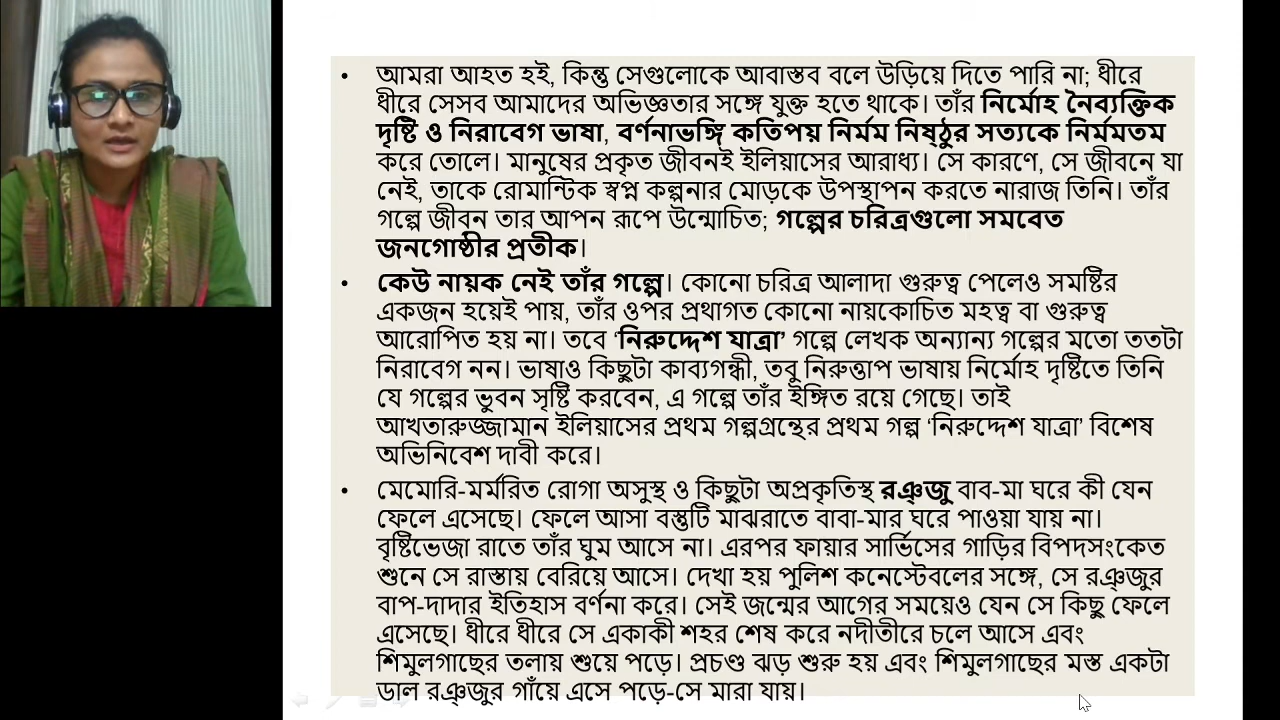 • আমরা আহত হই, কিন্তু সেগুলোকে আবাস্তব বলে উড়িয়ে দিতে পারি না; ধীরে
ধীরে সেসব আমাদের অভিজ্ঞতার সঙ্গে যুক্ত হতে থাকে। তাঁর নির্মোহ নৈব্যক্তিক
দৃষ্টি ও নিরাবেগ ভাষা, বর্ণনাভঙ্গি কতিপয় নির্মম নিষ্ঠুর সত্যকে নির্মমতম
করে তোলে। মানুষের প্রকৃত জীবনই ইলিয়াসের আরাধ্য। সে কারণে, সে জীবনে যা
নেই, তাকে রোমান্টিক স্বপ্ন কল্পনার মোড়কে উপস্থাপন করতে নারাজ তিনি। তাঁর
গল্পে জীবন তার আপন রূপে উন্মোচিত; গল্পের চরিত্রগুলো সমবেত
জনগোষ্ঠীর প্রতীক।
• কেউ নায়ক নেই তাঁর গল্পে। কোনো চরিত্র আলাদা গুরুত্ব পেলেও সমষ্টির
একজন হয়েই পায়, তাঁর ওপর প্রথাগত কোনো নায়কোচিত মহত্ব বা গুরুত্ব
আরোপিত হয় না। তবে ‘নিরুদ্দেশ যাত্রা’ গল্পে লেখক অন্যান্য গল্পের মতো ততটা
নিরাবেগ নন। ভাষাও কিছুটা কাব্যগন্ধী, তবু নিরুত্তাপ ভাষায় নির্মোহ দৃষ্টিতে তিনি
যে গল্পের ভুবন সৃষ্টি করবেন, এ গল্পে তাঁর ইঙ্গিত রয়ে গেছে। তাই
আখতারুজ্জামান ইলিয়াসের প্রথম গল্পগ্রন্থের প্রথম গল্প ‘নিরুদ্দেশ যাত্রা’ বিশেষ
অভিনিবেশ দাবী করে।
• মেমোরি-মর্মরিত রোগা অসুস্থ ও কিছুটা অপ্রকৃতিস্থ রঞ্জু বাব-মা ঘরে কী যেন
ফেলে এসেছে। ফেলে আসা বস্তুটি মাঝরাতে বাবা-মার ঘরে পাওয়া যায় না।
বৃষ্টিভেজা রাতে তাঁর ঘুম আসে না। এরপর ফায়ার সার্ভিসের গাড়ির বিপদসংকেত
শুনে সে রাস্তায় বেরিয়ে আসে। দেখা হয় পুলিশ কনেস্টেবলের সঙ্গে, সে রঞ্জুর
বাপ-দাদার ইতিহাস বর্ণনা করে। সেই জন্মের আগের সময়েও যেন সে কিছু ফেলে
এসেছে। ধীরে ধীরে সে একাকী শহর শেষ করে নদীতীরে চলে আসে এবং
শিমুলগাছের তলায় শুয়ে পড়ে। প্রচণ্ড ঝড় শুরু হয় এবং শিমুলগাছের মস্ত একটা
ডাল রঞ্জুর গাঁয়ে এসে পড়ে-সে মারা যায়।